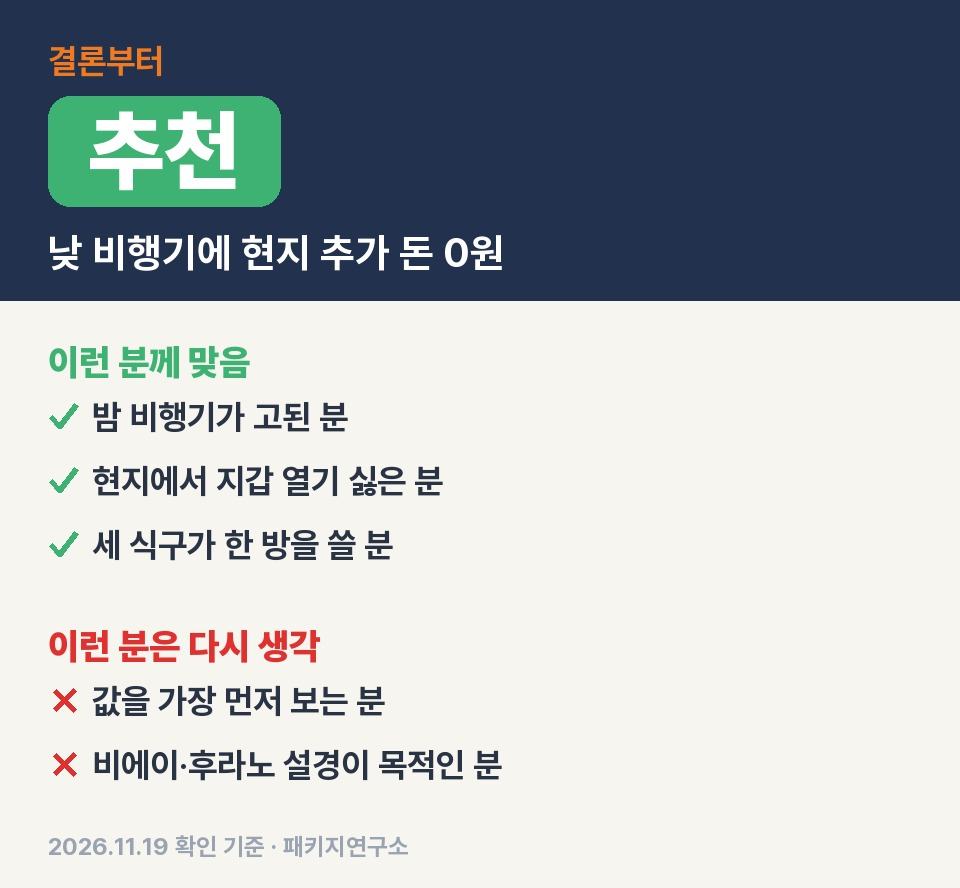 결론부터
추천
낮 비행기에 현지 추가 돈 0원
이런 분께 맞음
✓ 밤 비행기가 고된 분
✓ 현지에서 지갑 열기 싫은 분
✓ 세 식구가 한 방을 쓸 분
이런 분은 다시 생각
✕ 값을 가장 먼저 보는 분
✕ 비에이·후라노 설경이 목적인 분
2026.11.19 확인 기준 · 패키지연구소